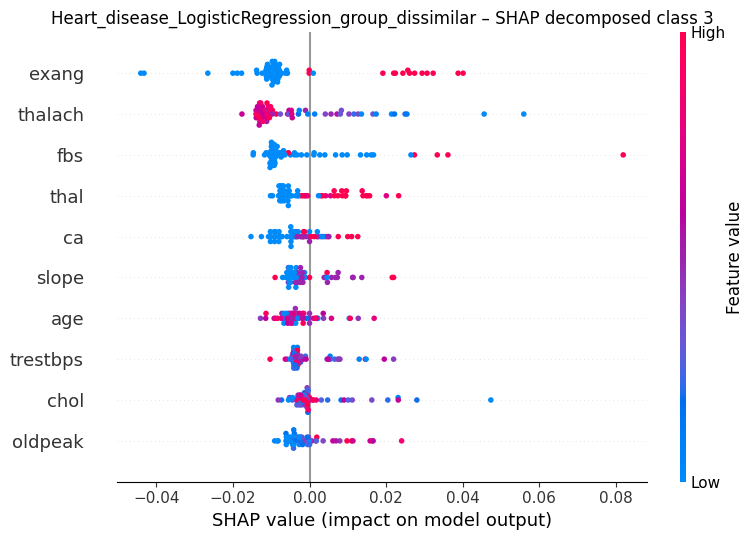 Heart_disease_LogisticRegression_group_dissimilar – SHAP decomposed class 3
High
exang
thalach
fbs
thal
ca
slope
age
trestbps
chol
oldpeak
Feature value
Low
−0.04 −0.02 0.00 0.02 0.04 0.06 0.08
SHAP value (impact on model output)